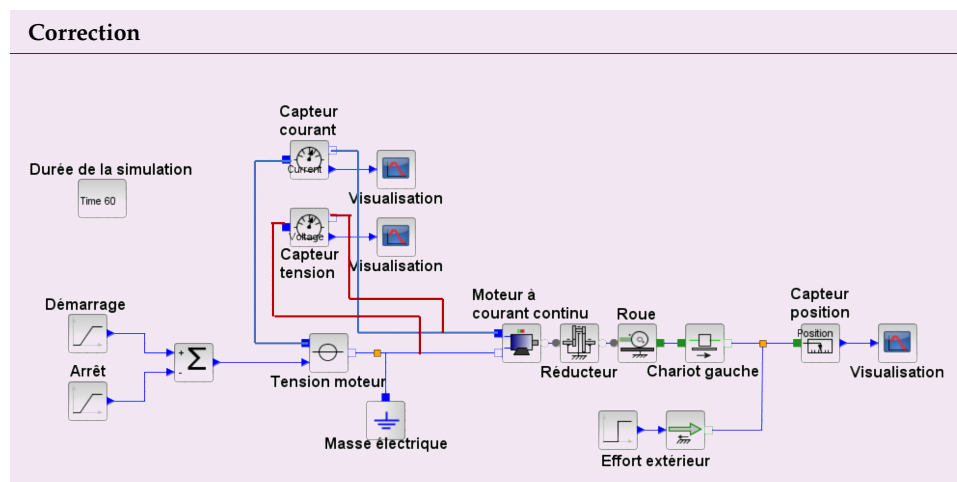 Correction
Capteur
courant
Current
Visualisation
Durée de la simulation
Time 60
Voltage
Capteur
tension
Visualisation
Démarrage
+
Σ
-
Arrêt
Tension moteur
Masse électrique
Moteur à
courant continu
Réducteur
Roue
Chariot gauche
Capteur
position
Position
Visualisation
Effort extérieur